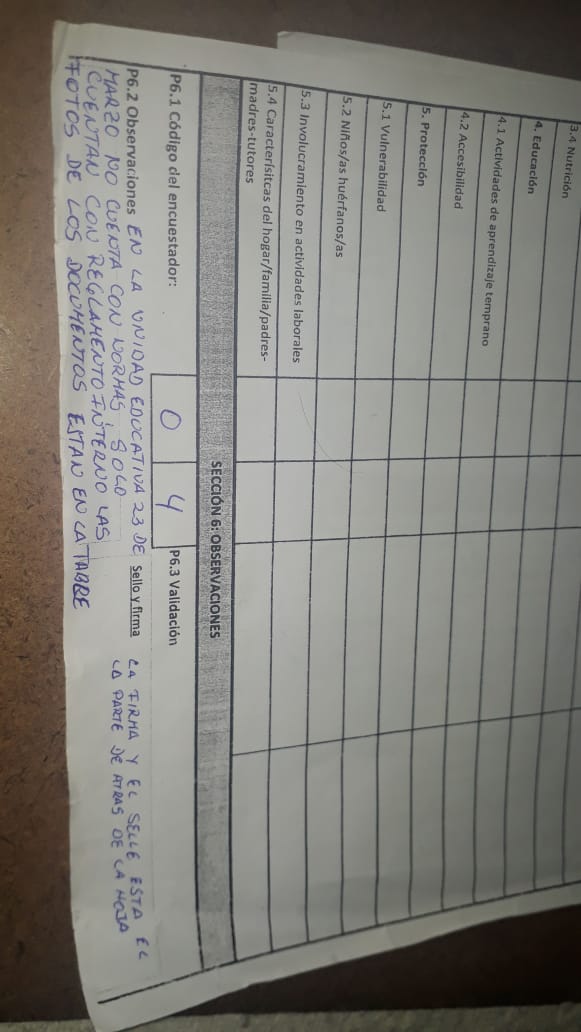 3.4 Nutrición
4. Educación
4.1 Actividades de aprendizaje temprano
4.2 Accesibilidad
5. Protección
5.1 Vulnerabilidad
5.2 Niños/as huérfanos/as
5.3 Involucramiento en actividades laborales
5.4 Caracterísitcas del hogar/familia/padres-
madres-tutores
SECCIÓN 6: OBSERVACIONES
P6.1 Código del encuestador: 0 4 P6.3 Validación
P6.2 Observaciones EN LA UNIDAD EDUCATIVA 23 DE
MARZO NO CUENTA CON NORMAS, SOLO
CUENTAN CON REGLAMENTO INTERNO LAS
FOTOS DE LOS DOCUMENTOS ESTAN EN LA TABRE
Sello y firma LA FIRMA Y EL SELLE ESTA EL
LA PARTE DE ATRAS DE LA HOJA